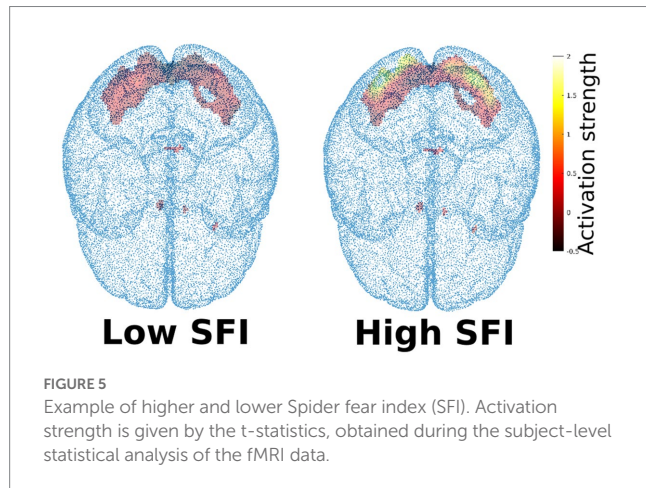 2
1.5
1
0.5
0
-0.5
Activation strength
Low SFI
High SFI
FIGURE 5
Example of higher and lower Spider fear index (SFI). Activation
strength is given by the t-statistics, obtained during the subject-level
statistical analysis of the fMRI data.